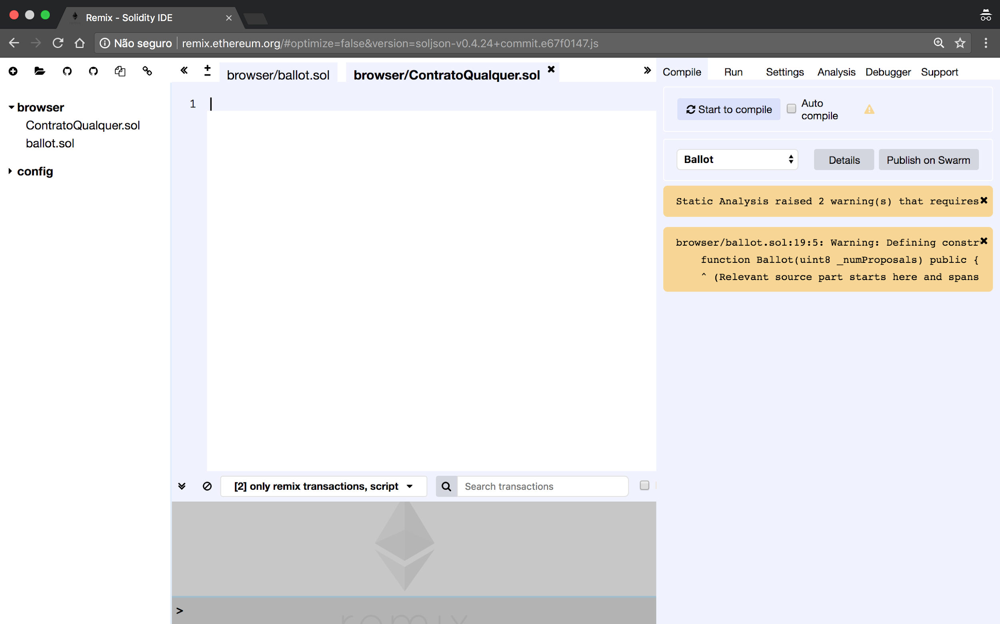 Remix - Solidity IDE
Não seguro remix.ethereum.org/#optimize=false&version=soljson-v0.4.24+commit.e67f0147.js
browser/ballot.sol browser/ContratoQualquer.sol
Compile Run Settings Analysis Debugger Support
browser
ContratoQualquer.sol
ballot.sol
config
1
Start to compile
Auto
compile
Ballot
Details Publish on Swarm
Static Analysis raised 2 warning(s) that requires
browser/ballot.sol:19:5: Warning: Defining constr
function Ballot(uint8 _numProposals) public {
^ (Relevant source part starts here and spans
[2] only remix transactions, script
Search transactions
>
remix